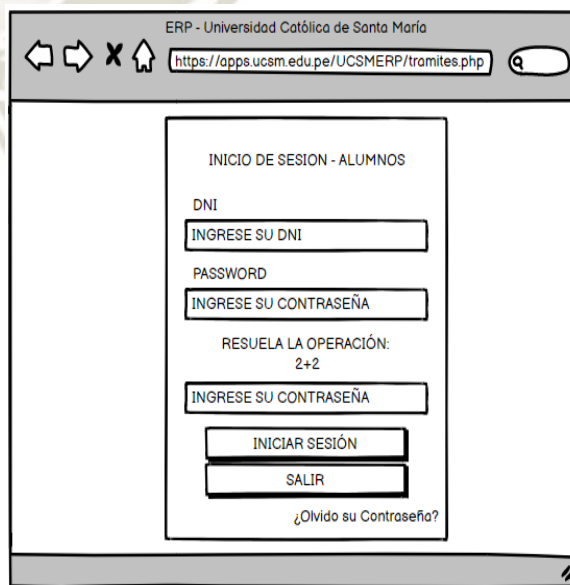 ERP - Universidad Católica de Santa María
https://apps.ucsm.edu.pe/UCSMERP/tramites.php
INICIO DE SESION - ALUMNOS
DNI
INGRESE SU DNI
PASSWORD
INGRESE SU CONTRASEÑA
RESUELA LA OPERACIÓN:
2+2
INGRESE SU CONTRASEÑA
INICIAR SESIÓN
SALIR
¿Olvido su Contraseña?